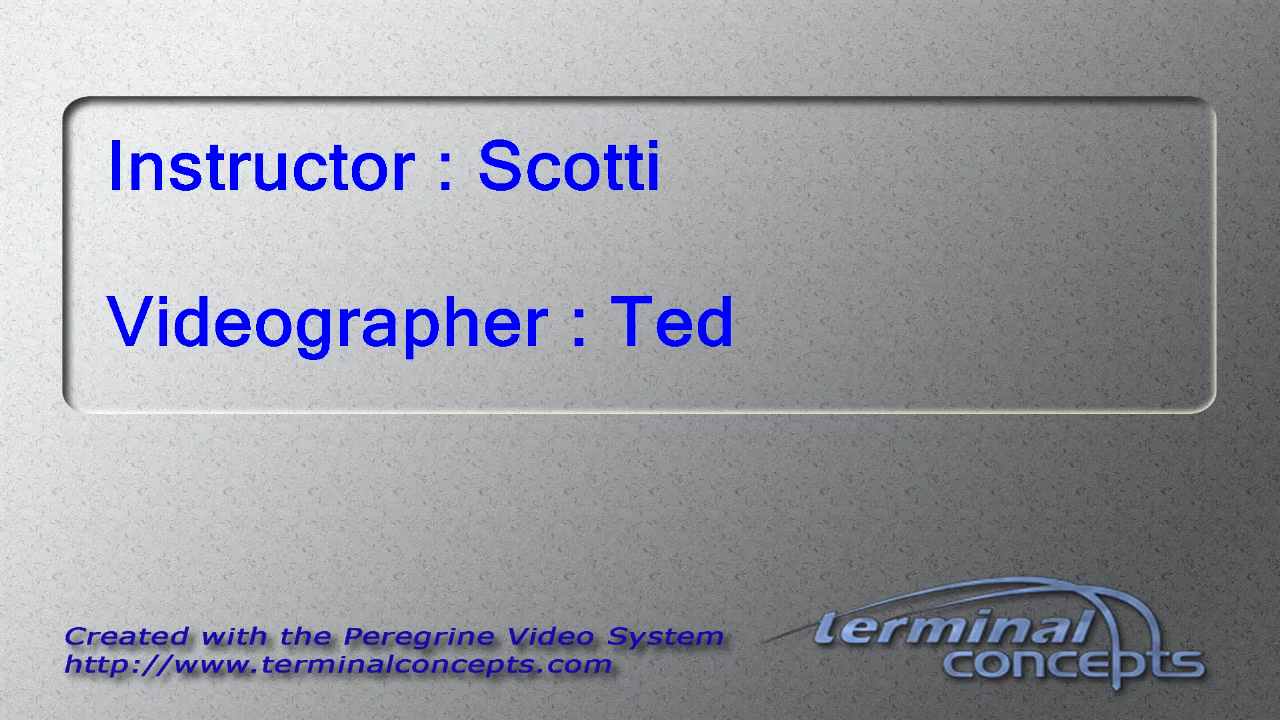 Instructor : Scotti
Videographer : Ted
Created with the Peregrine Video System
http://www.terminalconcepts.com
terminal
concepts